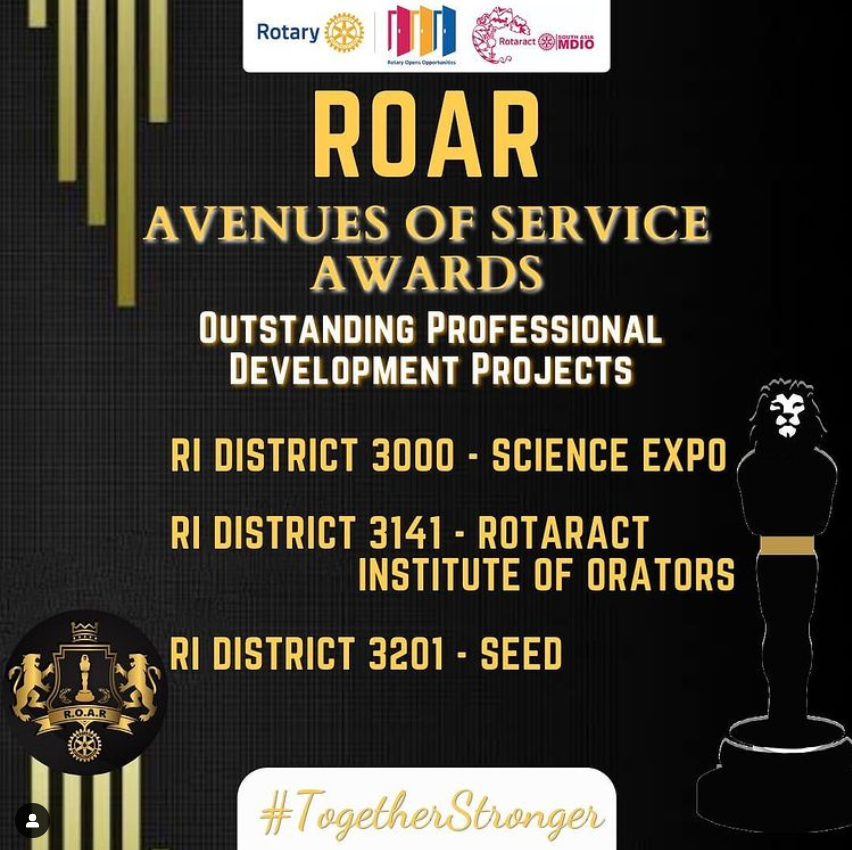 Rotary
Rotary Opens Opportunities
Rotaract SOUTH ASIA MDIO
ROAR
AVENUES OF SERVICE
AWARDS
OUTSTANDING PROFESSIONAL
DEVELOPMENT PROJECTS
RI DISTRICT 3000 - SCIENCE EXPO
RI DISTRICT 3141 - ROTARACT
INSTITUTE OF ORATORS
RI DISTRICT 3201 - SEED
R.O.A.R
#TogetherStronger